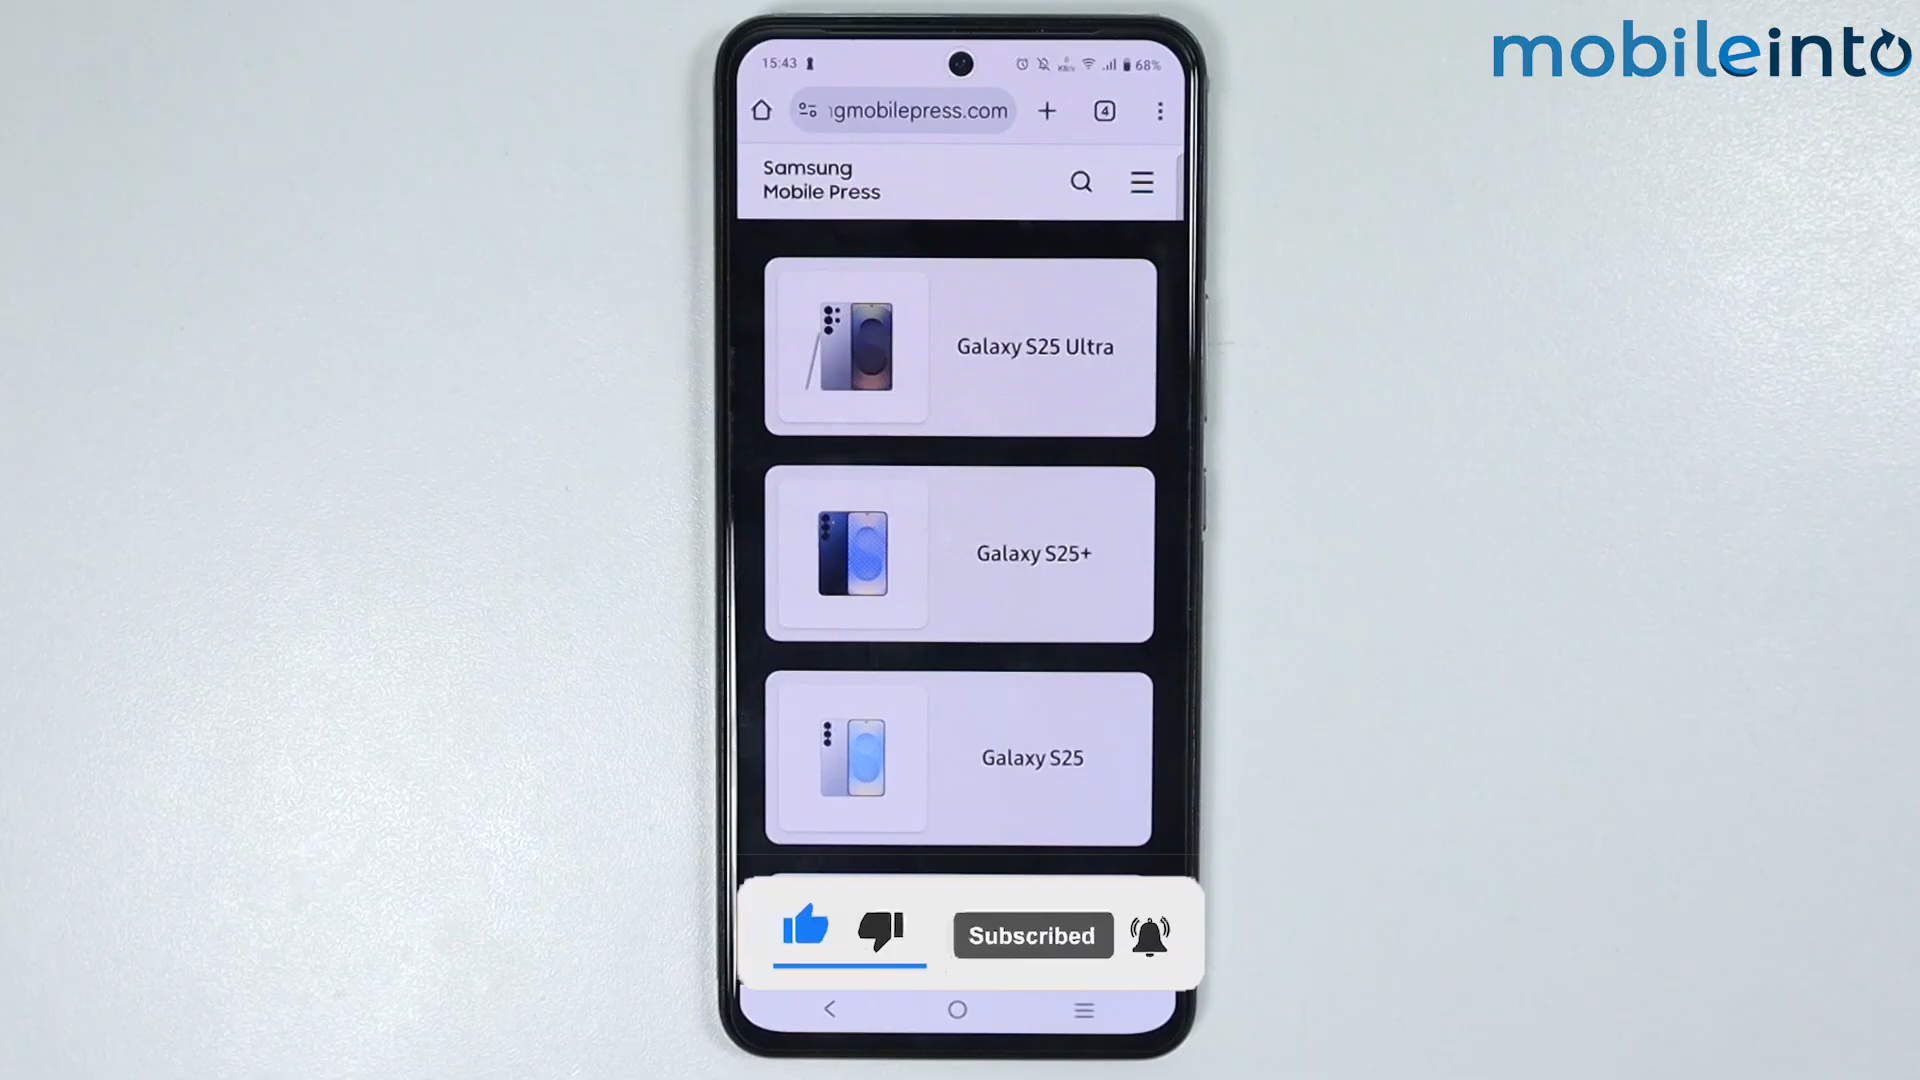 mobileinto
15:43
68%
gmobilepress.com
4
Samsung
Mobile Press
Galaxy S25 Ultra
Galaxy S25+
Galaxy S25
Subscribed